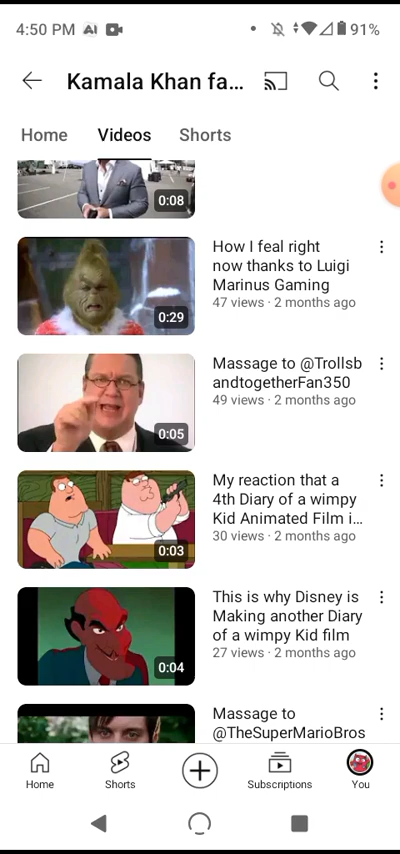 4:50 PM AI 91%
Kamala Khan fa...
Home Videos Shorts
0:08
How I feal right
now thanks to Luigi
Marinus Gaming
47 views · 2 months ago
0:29
Massage to @Trollsb
andtogetherFan350
49 views · 2 months ago
0:05
My reaction that a
4th Diary of a wimpy
Kid Animated Film i...
30 views · 2 months ago
0:03
This is why Disney is
Making another Diary
of a wimpy Kid film
27 views · 2 months ago
0:04
Massage to
@TheSuperMarioBros
Home Shorts Subscriptions You